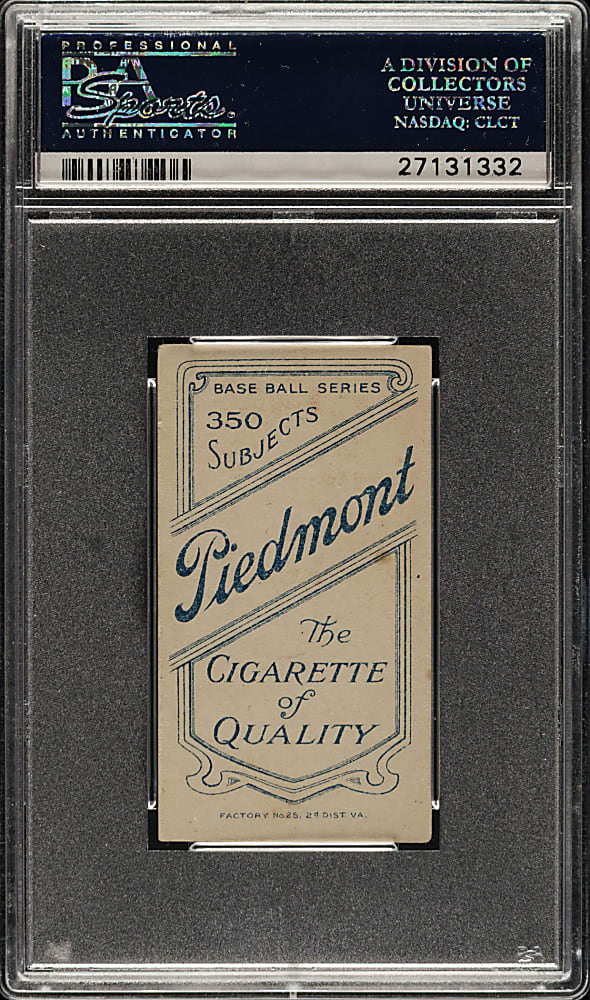 PROFESSIONAL
PSA
Sports.
AUTHENTICATOR
A DIVISION OF
COLLECTORS
UNIVERSE
NASDAQ: CLCT
27131332
BASE BALL SERIES
350
SUBJECTS
Piedmont
The
CIGARETTE
of
QUALITY
FACTORY No. 25. 2d DIST. VA.
PSA